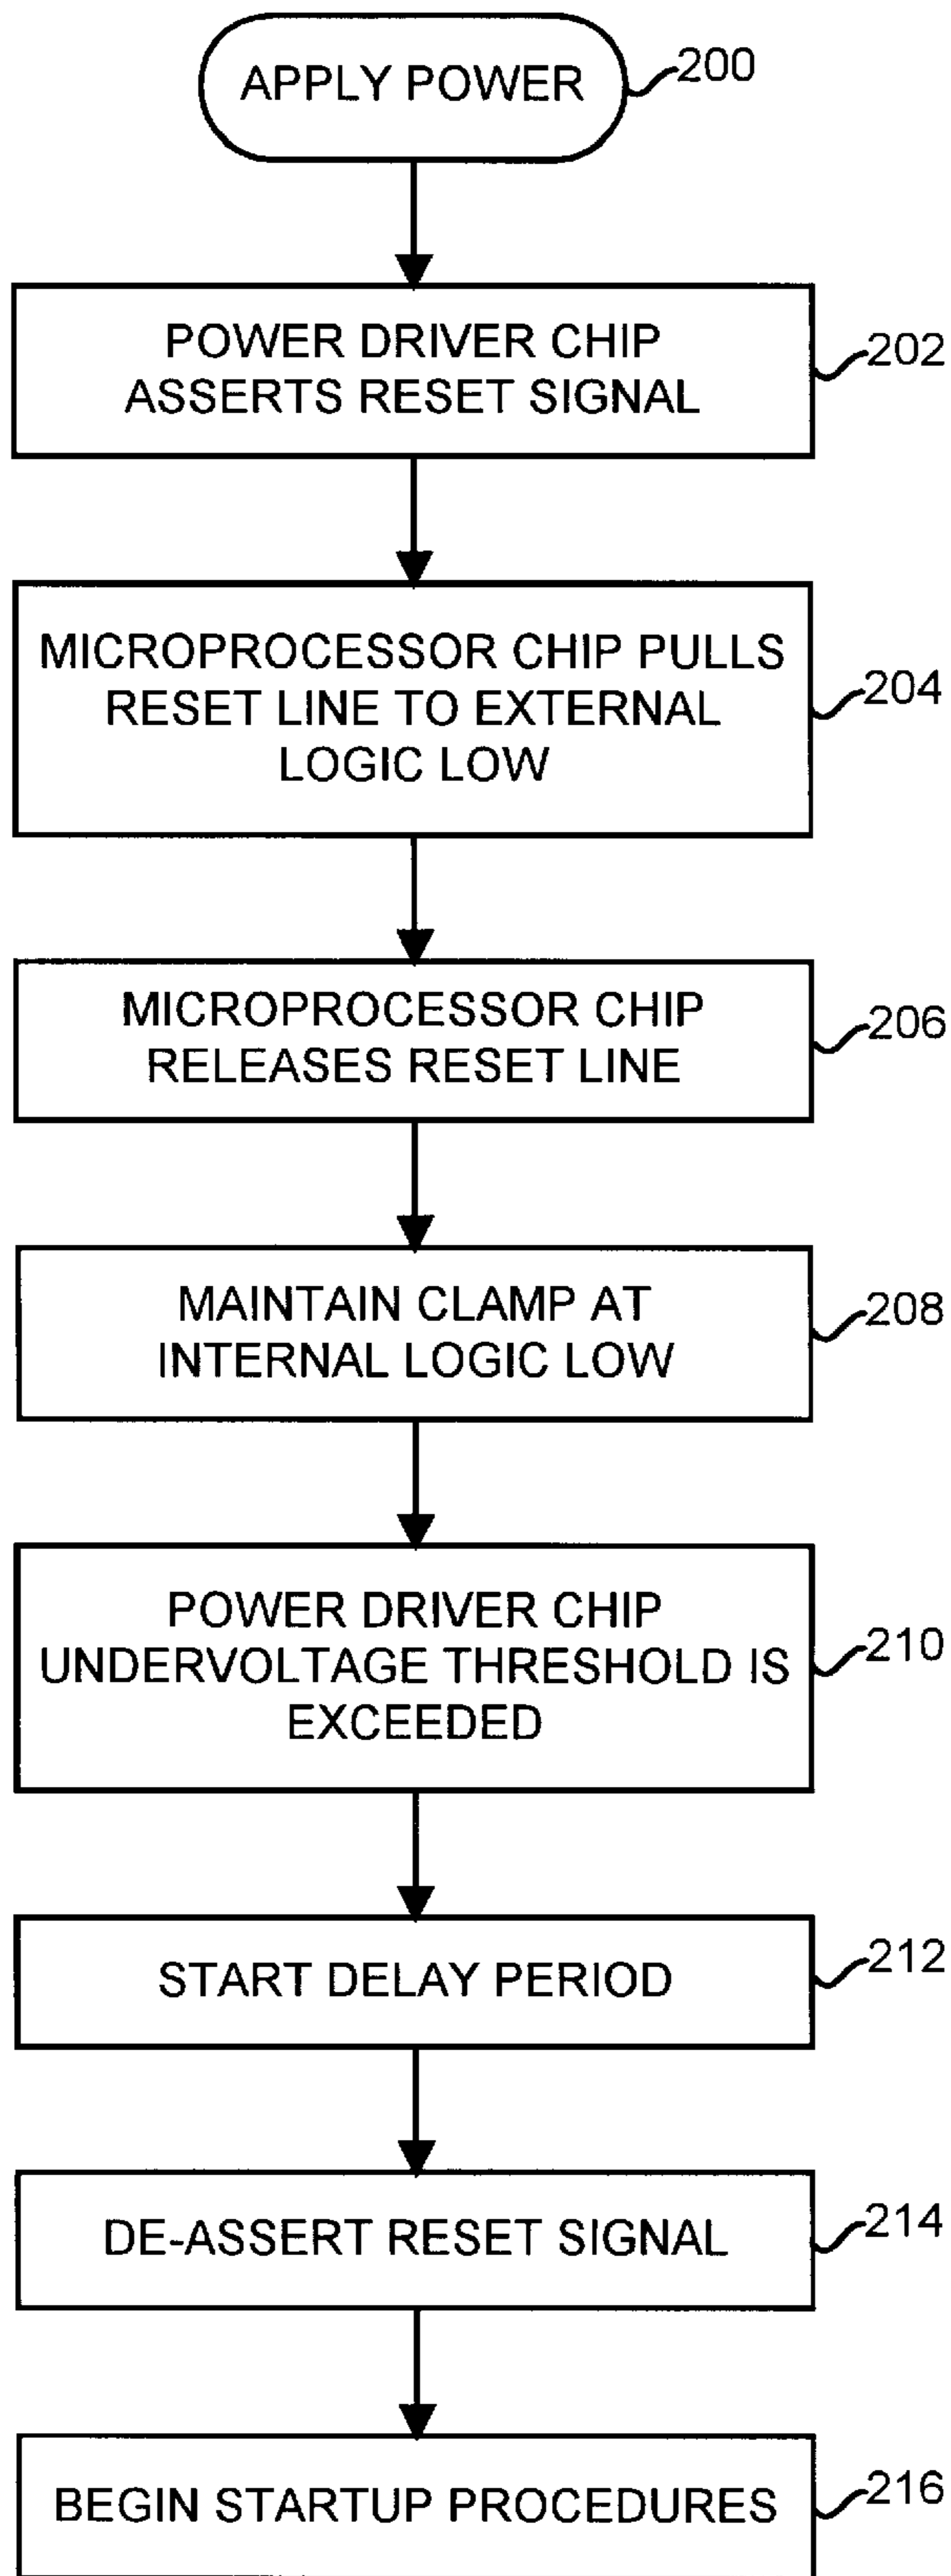 APPLY POWER
200
POWER DRIVER CHIP
ASSERTS RESET SIGNAL
202
MICROPROCESSOR CHIP PULLS
RESET LINE TO EXTERNAL
LOGIC LOW
204
MICROPROCESSOR CHIP
RELEASES RESET LINE
206
MAINTAIN CLAMP AT
INTERNAL LOGIC LOW
208
POWER DRIVER CHIP
UNDERVOLTAGE THRESHOLD IS
EXCEEDED
210
START DELAY PERIOD
212
DE-ASSERT RESET SIGNAL
214
BEGIN STARTUP PROCEDURES
216